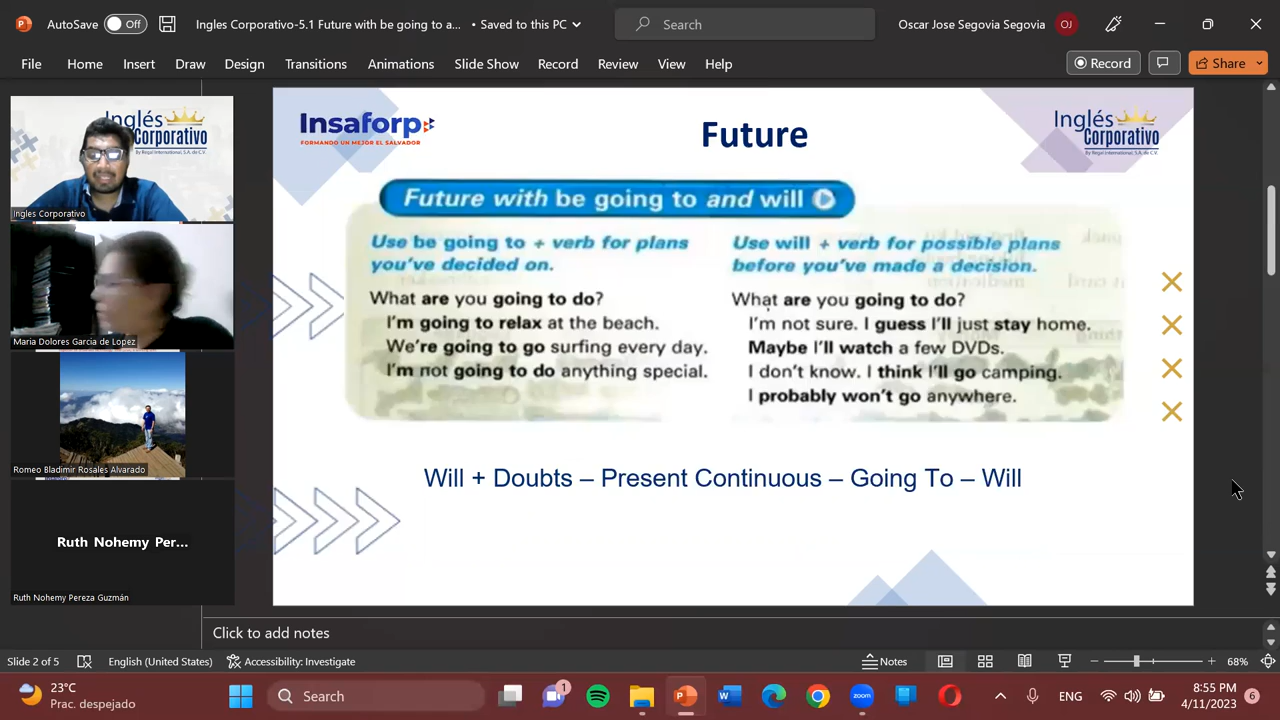 AutoSave Off Ingles Corporativo-5.1 Future with be going to a... • Saved to this PC Search Oscar Jose Segovia Segovia OJ
File Home Insert Draw Design Transitions Animations Slide Show Record Review View Help Record Share
Inglés
Corporativo
Ingles Corporativo
Maria Dolores Garcia de Lopez
Romeo Bladimir Rosales Alvarado
Ruth Nohemy Per...
Ruth Nohemy Pereza Guzmán
Insaforp
FORMANDO UN MEJOR EL SALVADOR
Future
Inglés
Corporativo
By Regal International, S.A. de C.V.
Future with be going to and will
Use be going to + verb for plans
you've decided on.
What are you going to do?
I'm going to relax at the beach.
We're going to go surfing every day.
I'm not going to do anything special.
Use will + verb for possible plans
before you've made a decision.
What are you going to do?
I'm not sure. I guess I'll just stay home.
Maybe I'll watch a few DVDs.
I don't know. I think I'll go camping.
I probably won't go anywhere.
Will + Doubts – Present Continuous – Going To – Will
Click to add notes
Slide 2 of 5 English (United States) Accessibility: Investigate Notes 68%
23°C
Prac. despejado
Search
1
zoom
ENG
8:55 PM
4/11/2023
6